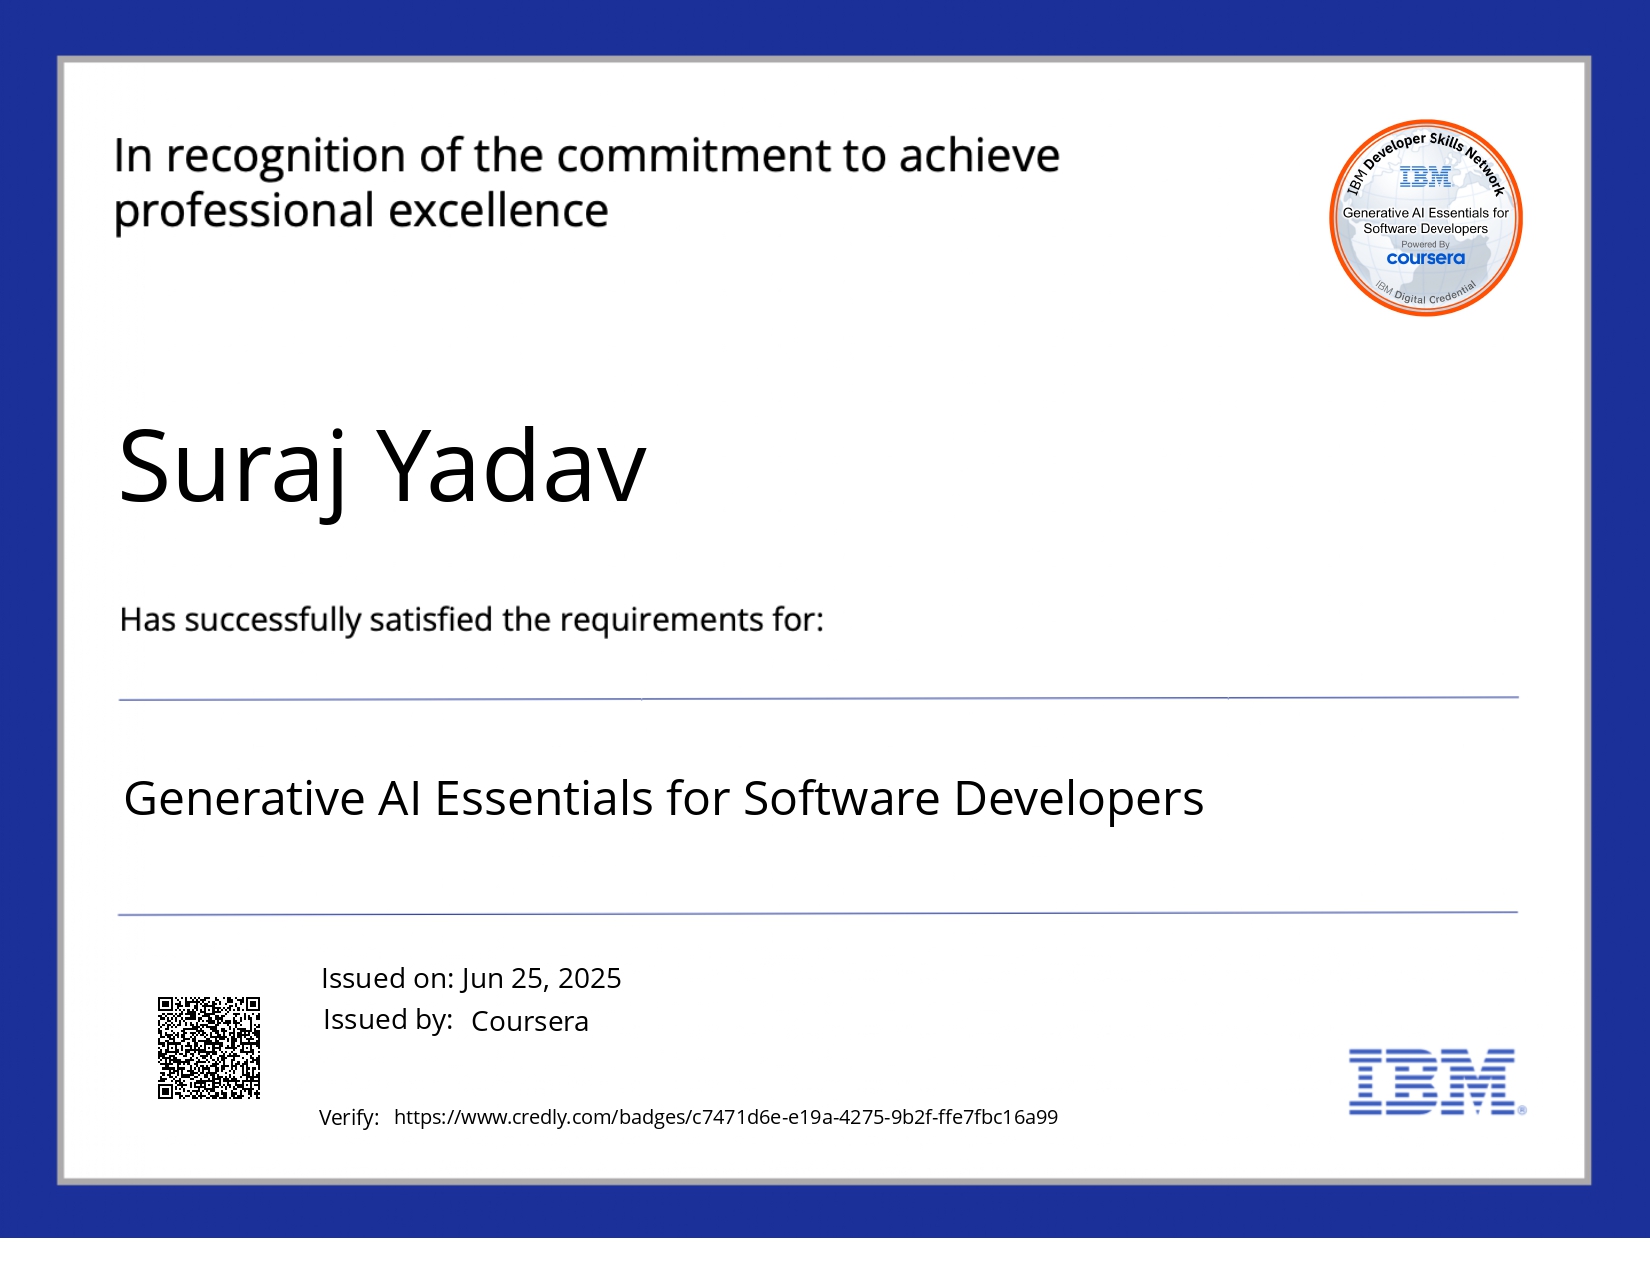 In recognition of the commitment to achieve
professional excellence
IBM Developer Skills Network
IBM
Generative AI Essentials for
Software Developers
Powered By
coursera
IBM Digital Credential
Suraj Yadav
Has successfully satisfied the requirements for:
Generative AI Essentials for Software Developers
Issued on: Jun 25, 2025
Issued by: Coursera
Verify: https://www.credly.com/badges/c7471d6e-e19a-4275-9b2f-ffe7fbc16a99
IBM®